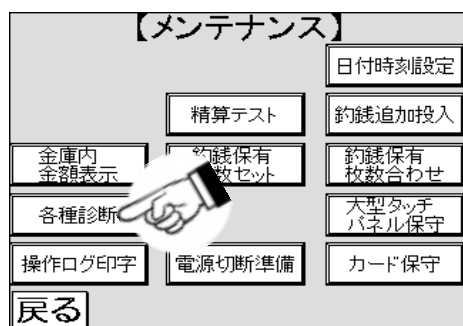 【メンテナンス】
日付時刻設定
精算テスト
釣銭追加投入
金庫内
金額表示
釣銭保有
数セット
釣銭保有
枚数合わせ
各種診断
大型タッチ
パネル保守
操作ログ印字
電源切断準備
カード保守
戻る